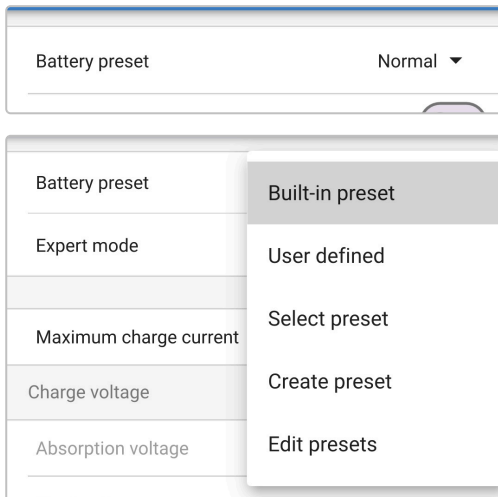 Battery preset Normal
Battery preset
Built-in preset
Expert mode
User defined
Select preset
Maximum charge current
Create preset
Charge voltage
Edit presets
Absorption voltage